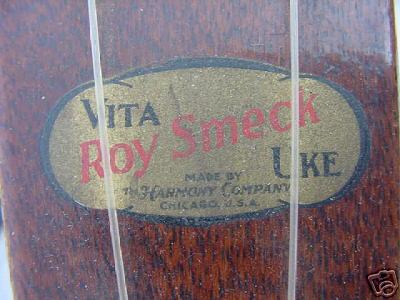 VITA
Roy Smeck
UKE
MADE BY
THE HARMONY COMPANY
CHICAGO, U.S.A.